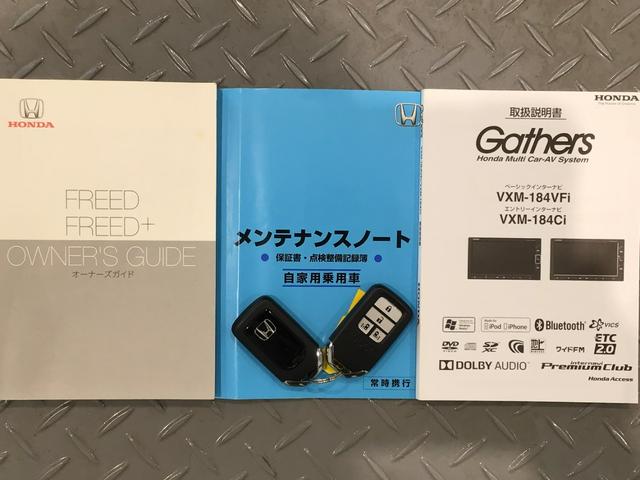 HONDA
FREED
FREED+
OWNER'S GUIDE
オーナーズガイド
メンテナンスノート
● 保証書・点検整備記録簿 ●
自家用乗用車
常時携行
HONDA
取扱説明書
Gathers
Honda Multi Car-AV System
ベーシックインターナビ
VXM-184VFi
エントリーインターナビ
VXM-184Ci
Made for
iPod iPhone
Bluetooth
VICS
DVD
SD XC
ワイドFM
ETC 2.0
DOLBY AUDIO
internavi
Premium Club
Honda Access